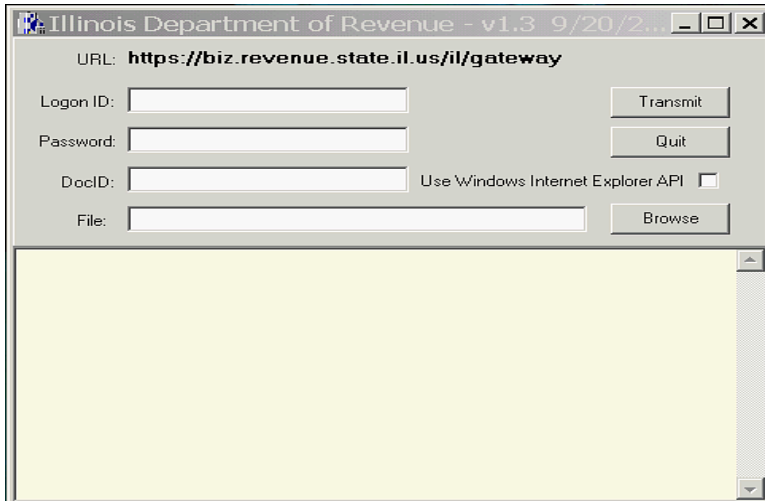 Illinois Department of Revenue - v1.3 9/20/2...
URL: https://biz.revenue.state.il.us/il/gateway
Logon ID:
Transmit
Password:
Quit
DocID:
Use Windows Internet Explorer API
File:
Browse